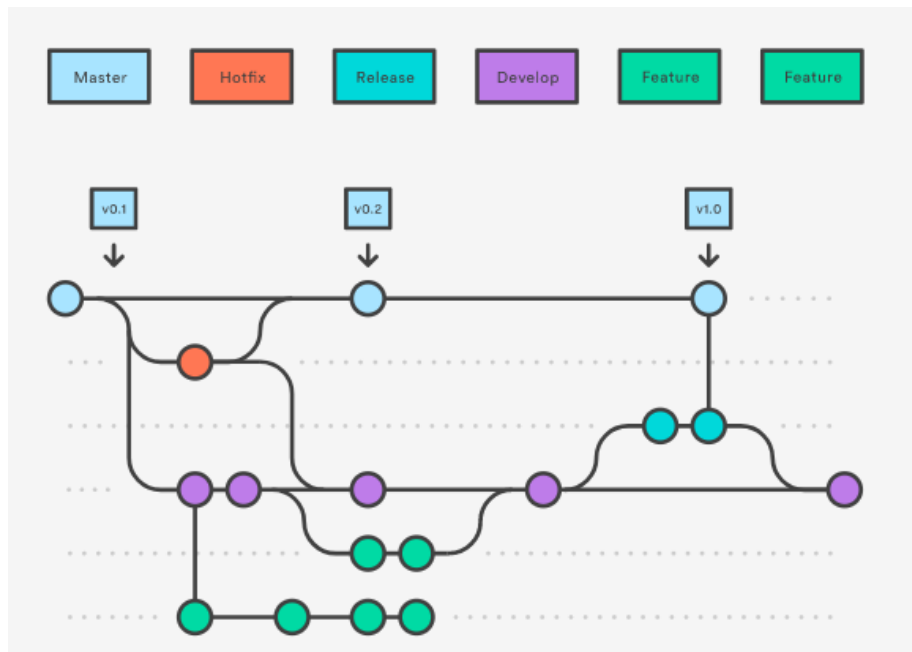 Master
Hotfix
Release
Develop
Feature
Feature
v0.1
v0.2
v1.0